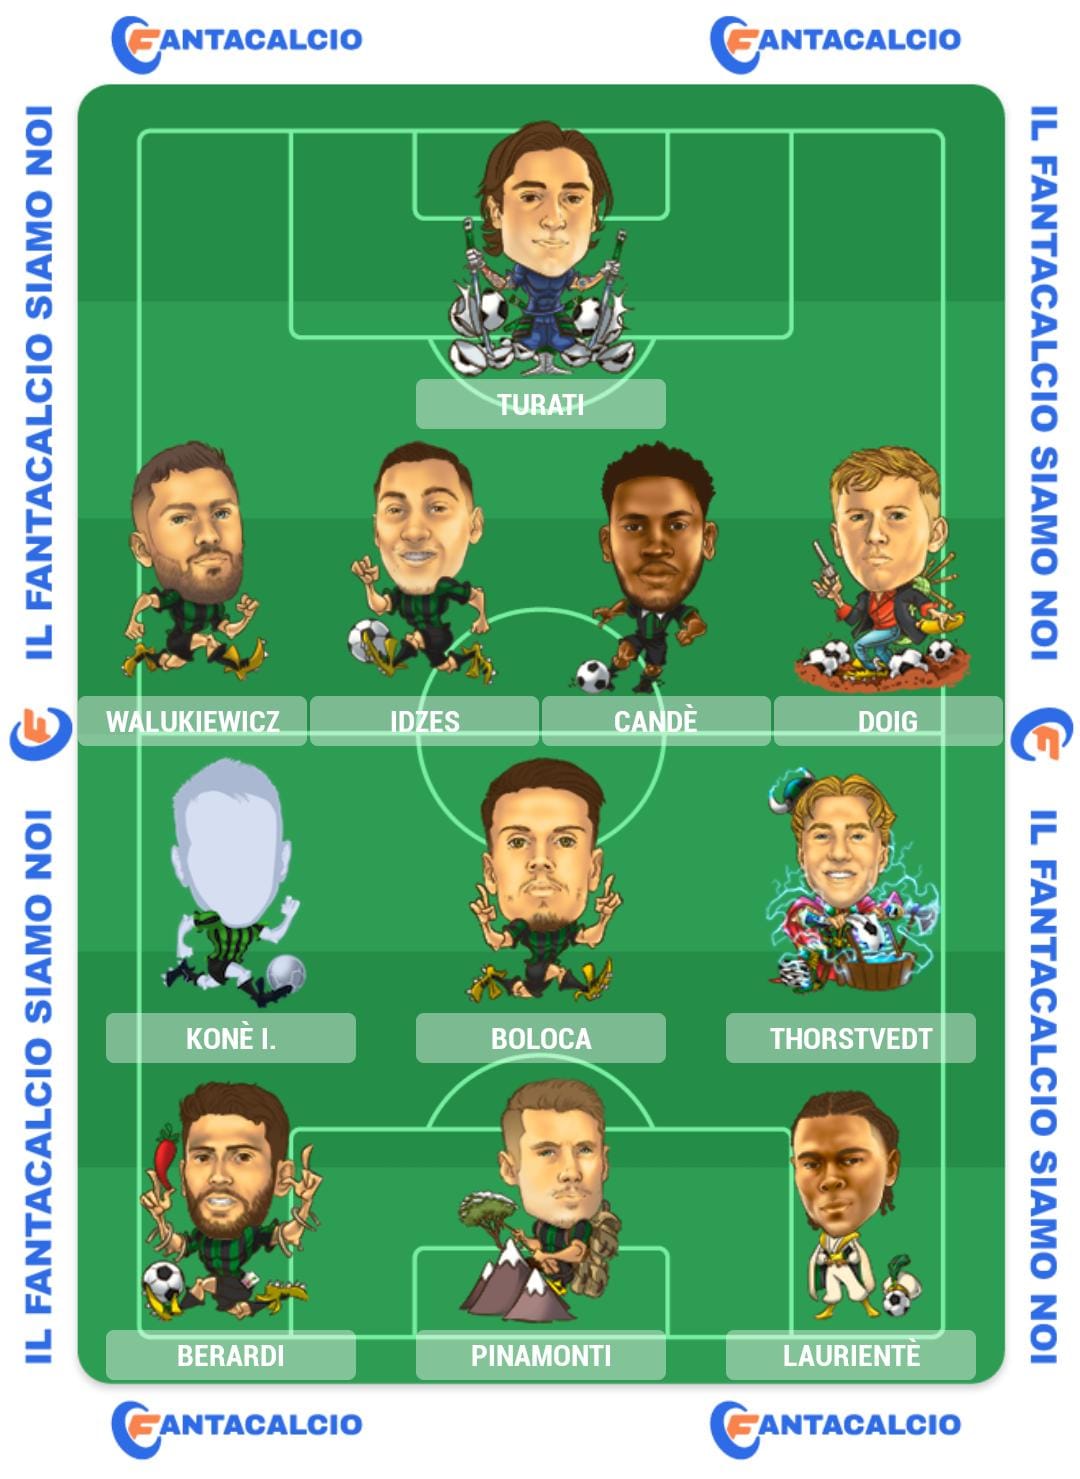 FANTACALCIO
FANTACALCIO
IL FANTACALCIO SIAMO NOI
IL FANTACALCIO SIAMO NOI
TURATI
WALUKIEWICZ
IDZES
CANDÈ
DOIG
F
F
IL FANTACALCIO SIAMO NOI
IL FANTACALCIO SIAMO NOI
KONÈ I.
BOLOCA
THORSTVEDT
BERARDI
PINAMONTI
LAURIENTÈ
FANTACALCIO
FANTACALCIO